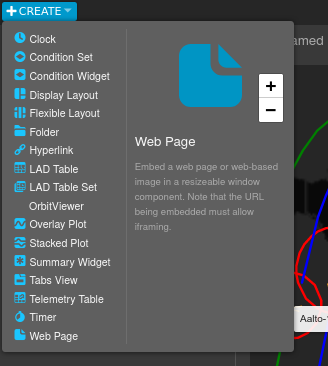 +CREATE
amed
Clock
Condition Set
Condition Widget
Display Layout
Flexible Layout
Folder
Hyperlink
LAD Table
LAD Table Set
OrbitViewer
Overlay Plot
Stacked Plot
Summary Widget
Tabs View
Telemetry Table
Timer
Web Page
+
−
Web Page
Embed a web page or web-based
image in a resizeable window
component. Note that the URL
being embedded must allow
iframing.
Aalto-